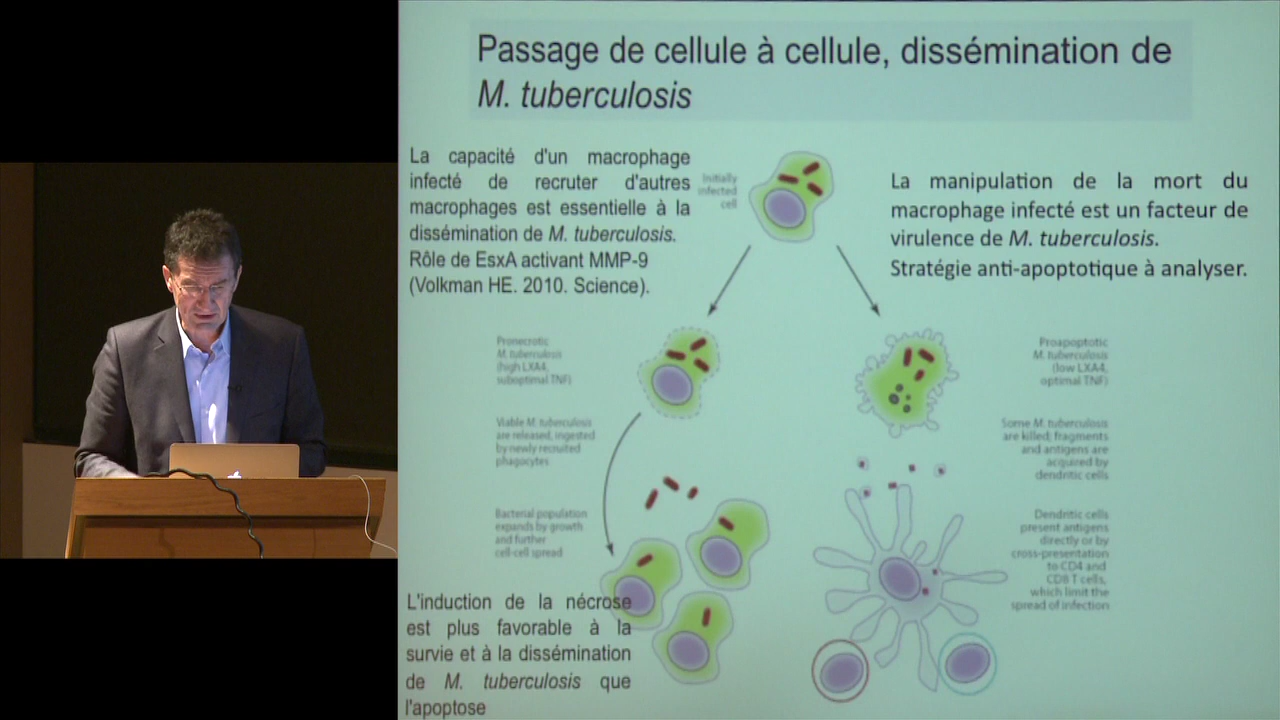 Passage de cellule à cellule, dissémination de
M. tuberculosis
La capacité d'un macrophage
infecté de recruter d'autres
macrophages est essentielle à la
dissémination de M. tuberculosis.
Rôle de EsxA activant MMP-9
(Volkman HE. 2010. Science).
Initially
infected
cell
La manipulation de la mort du
macrophage infecté est un facteur de
virulence de M. tuberculosis.
Stratégie anti-apoptotique à analyser.
Pronecrotic
M. tuberculosis
(high LXA4,
suboptimal TNF)
Proapoptotic
M. tuberculosis
(low LXA4,
optimal TNF)
Viable M. tuberculosis
are released, ingested
by newly recruited
phagocytes
Some M. tuberculosis
are killed; fragments
and antigens are
acquired by
dendritic cells
Bacterial population
expands by growth
and further
cell-cell spread
Dendritic cells
present antigens
directly or by
cross-presentation
to CD4 and
CD8 T cells,
which limit the
spread of infection
L'induction de la nécrose
est plus favorable à la
survie et à la dissémination
de M. tuberculosis que
l'apoptose